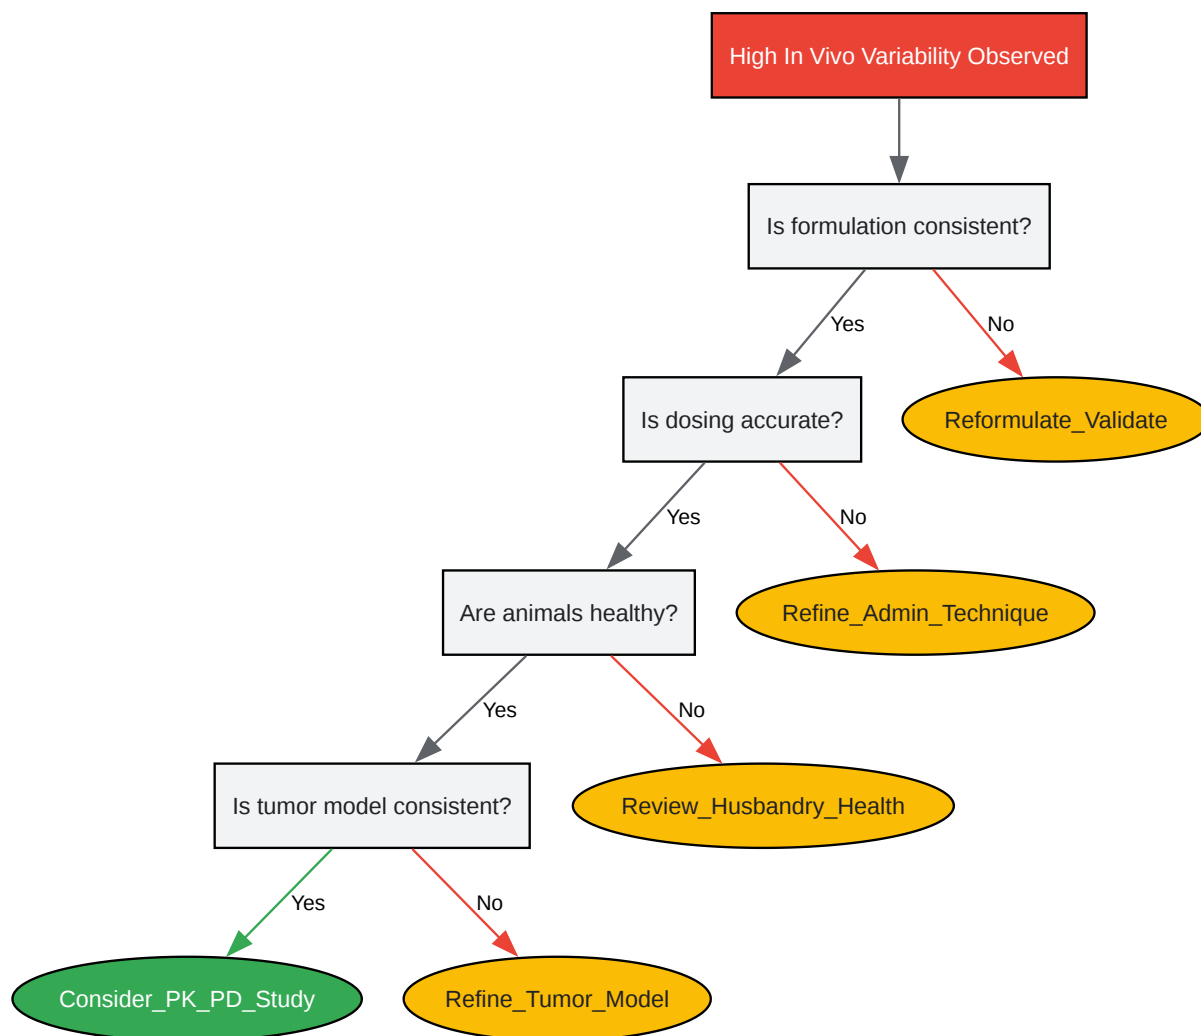 High In Vivo Variability Observed
Is formulation consistent?
Yes
No
Is dosing accurate?
Reformulate_Validate
Yes
No
Are animals healthy?
Refine_Admin_Technique
Yes
No
Is tumor model consistent?
Review_Husbandry_Health
Yes
No
Consider_PK_PD_Study
Refine_Tumor_Model